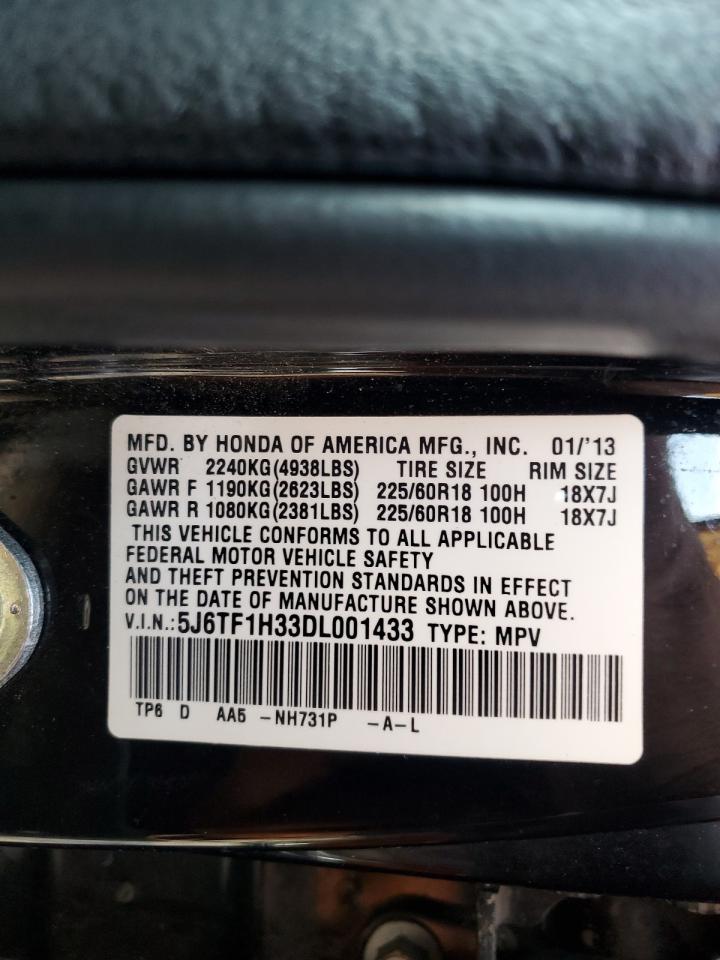 MFD. BY HONDA OF AMERICA MFG., INC. 01/'13
GVWR 2240KG(4938LBS) TIRE SIZE RIM SIZE
GAWR F 1190KG(2623LBS) 225/60R18 100H 18X7J
GAWR R 1080KG(2381LBS) 225/60R18 100H 18X7J
THIS VEHICLE CONFORMS TO ALL APPLICABLE
FEDERAL MOTOR VEHICLE SAFETY
AND THEFT PREVENTION STANDARDS IN EFFECT
ON THE DATE OF MANUFACTURE SHOWN ABOVE.
V.I.N.:5J6TF1H33DL001433 TYPE: MPV
TP6 D AA5 -NH731P -A-L